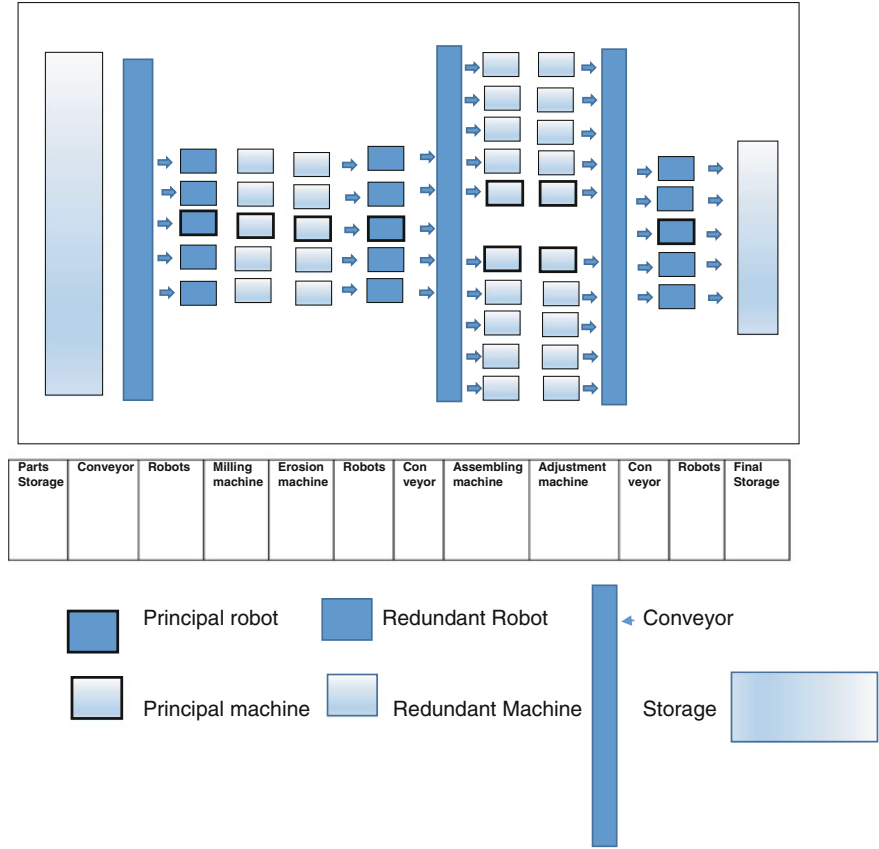 Parts
Storage
Conveyor
Robots
Milling
machine
Erosion
machine
Robots
Con
veyor
Assembling
machine
Adjustment
machine
Con
veyor
Robots
Final
Storage
Principal robot
Redundant Robot
Conveyor
Principal machine
Redundant Machine
Storage